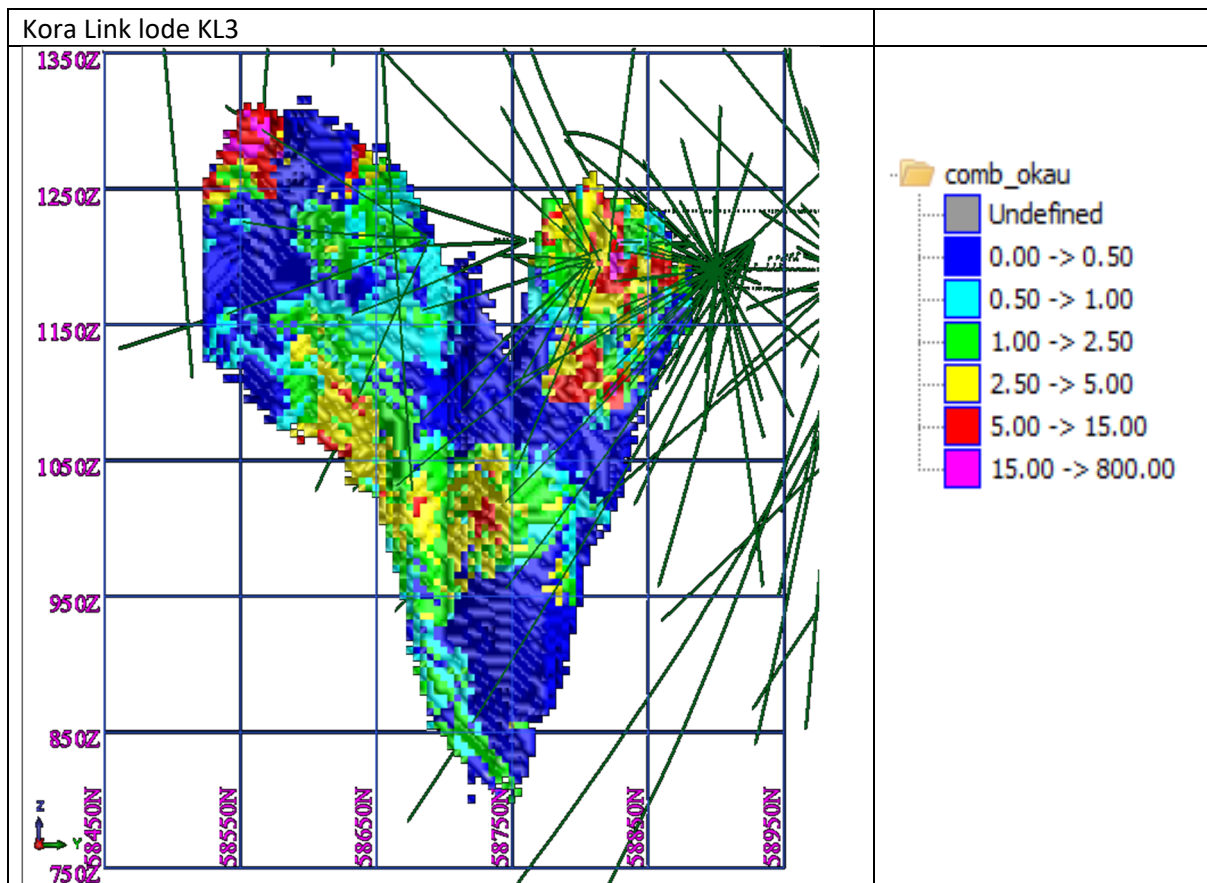 Kora Link lode KL3
1350Z
1250Z
1150Z
1050Z
950Z
850Z
750Z
58450N
58550N
58650N
58750N
58850N
58950N
Z
Y
comb_okau
Undefined
0.00 -> 0.50
0.50 -> 1.00
1.00 -> 2.50
2.50 -> 5.00
5.00 -> 15.00
15.00 -> 800.00